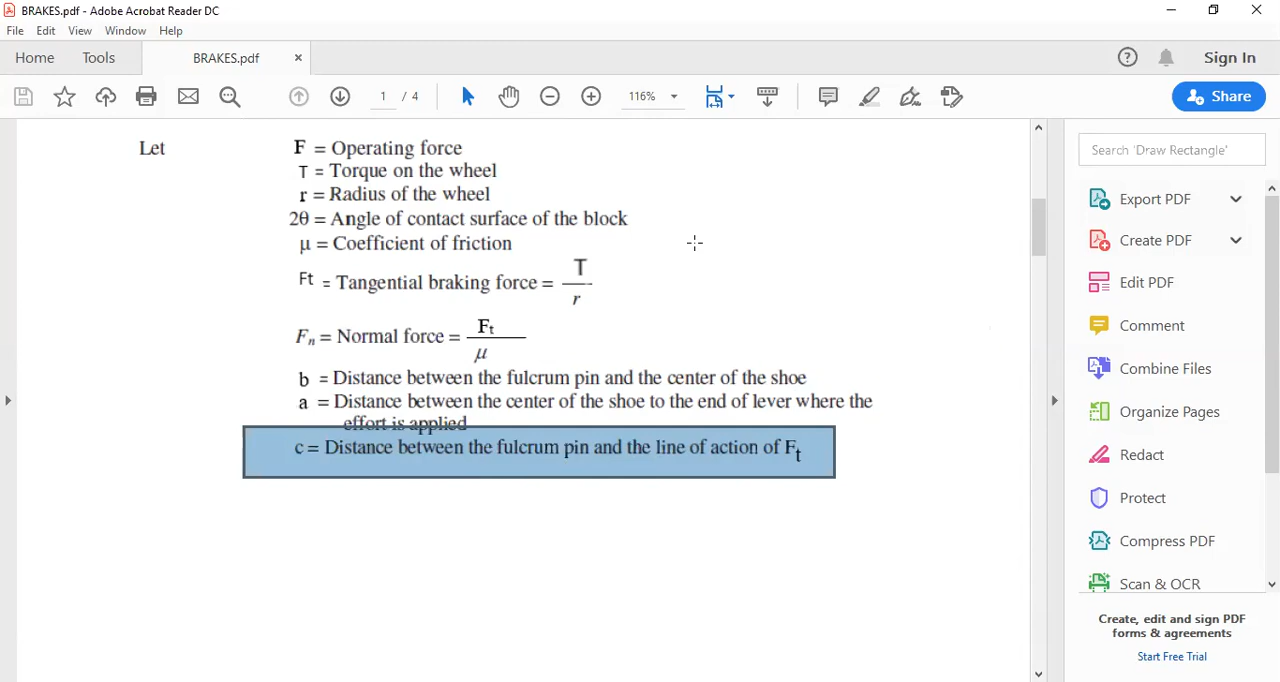 BRAKES.pdf - Adobe Acrobat Reader DC
File Edit View Window Help
Home Tools BRAKES.pdf × Sign In
1 / 4 116% Share
Let F = Operating force
T = Torque on the wheel
r = Radius of the wheel
2θ = Angle of contact surface of the block
μ = Coefficient of friction
Ft = Tangential braking force = T / r
Fn = Normal force = Ft / μ
b = Distance between the fulcrum pin and the center of the shoe
a = Distance between the center of the shoe to the end of lever where the
effort is applied
c = Distance between the fulcrum pin and the line of action of Ft
Search 'Draw Rectangle'
Export PDF
Create PDF
Edit PDF
Comment
Combine Files
Organize Pages
Redact
Protect
Compress PDF
Scan & OCR
Create, edit and sign PDF
forms & agreements
Start Free Trial